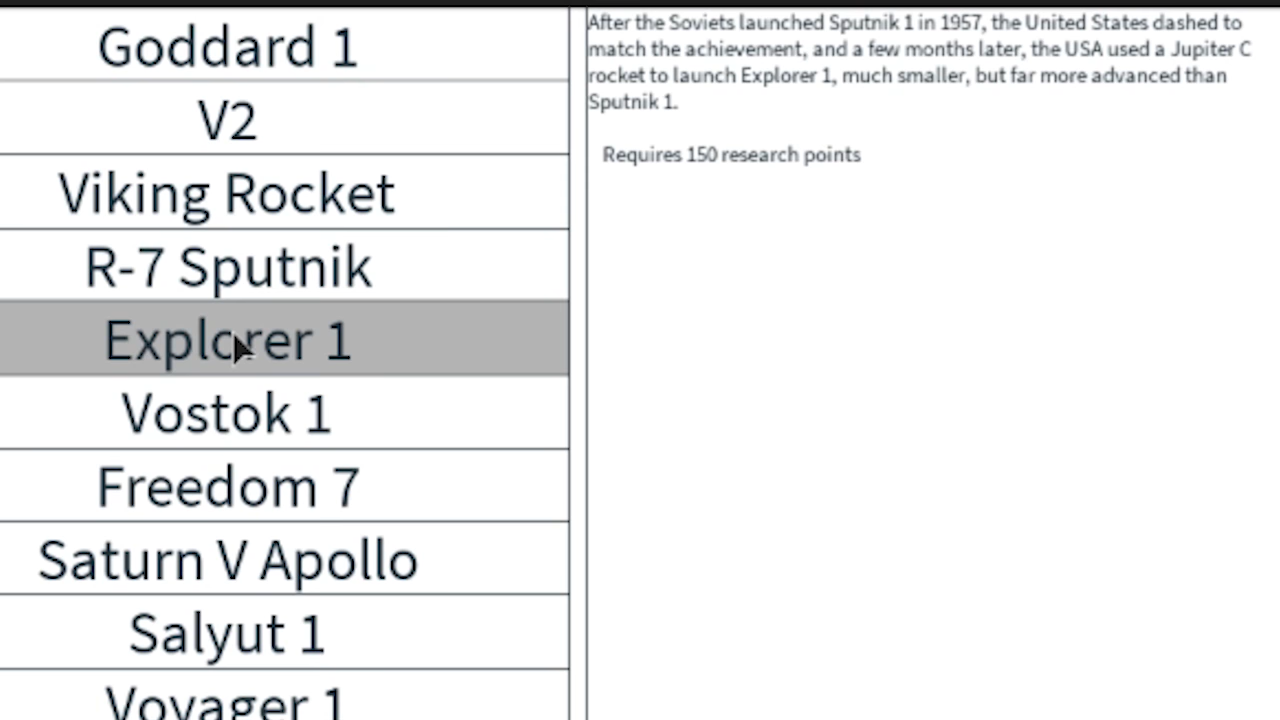 Goddard 1
V2
Viking Rocket
R-7 Sputnik
Explorer 1
Vostok 1
Freedom 7
Saturn V Apollo
Salyut 1
Voyager 1
After the Soviets launched Sputnik 1 in 1957, the United States dashed to
match the achievement, and a few months later, the USA used a Jupiter C
rocket to launch Explorer 1, much smaller, but far more advanced than
Sputnik 1.
Requires 150 research points